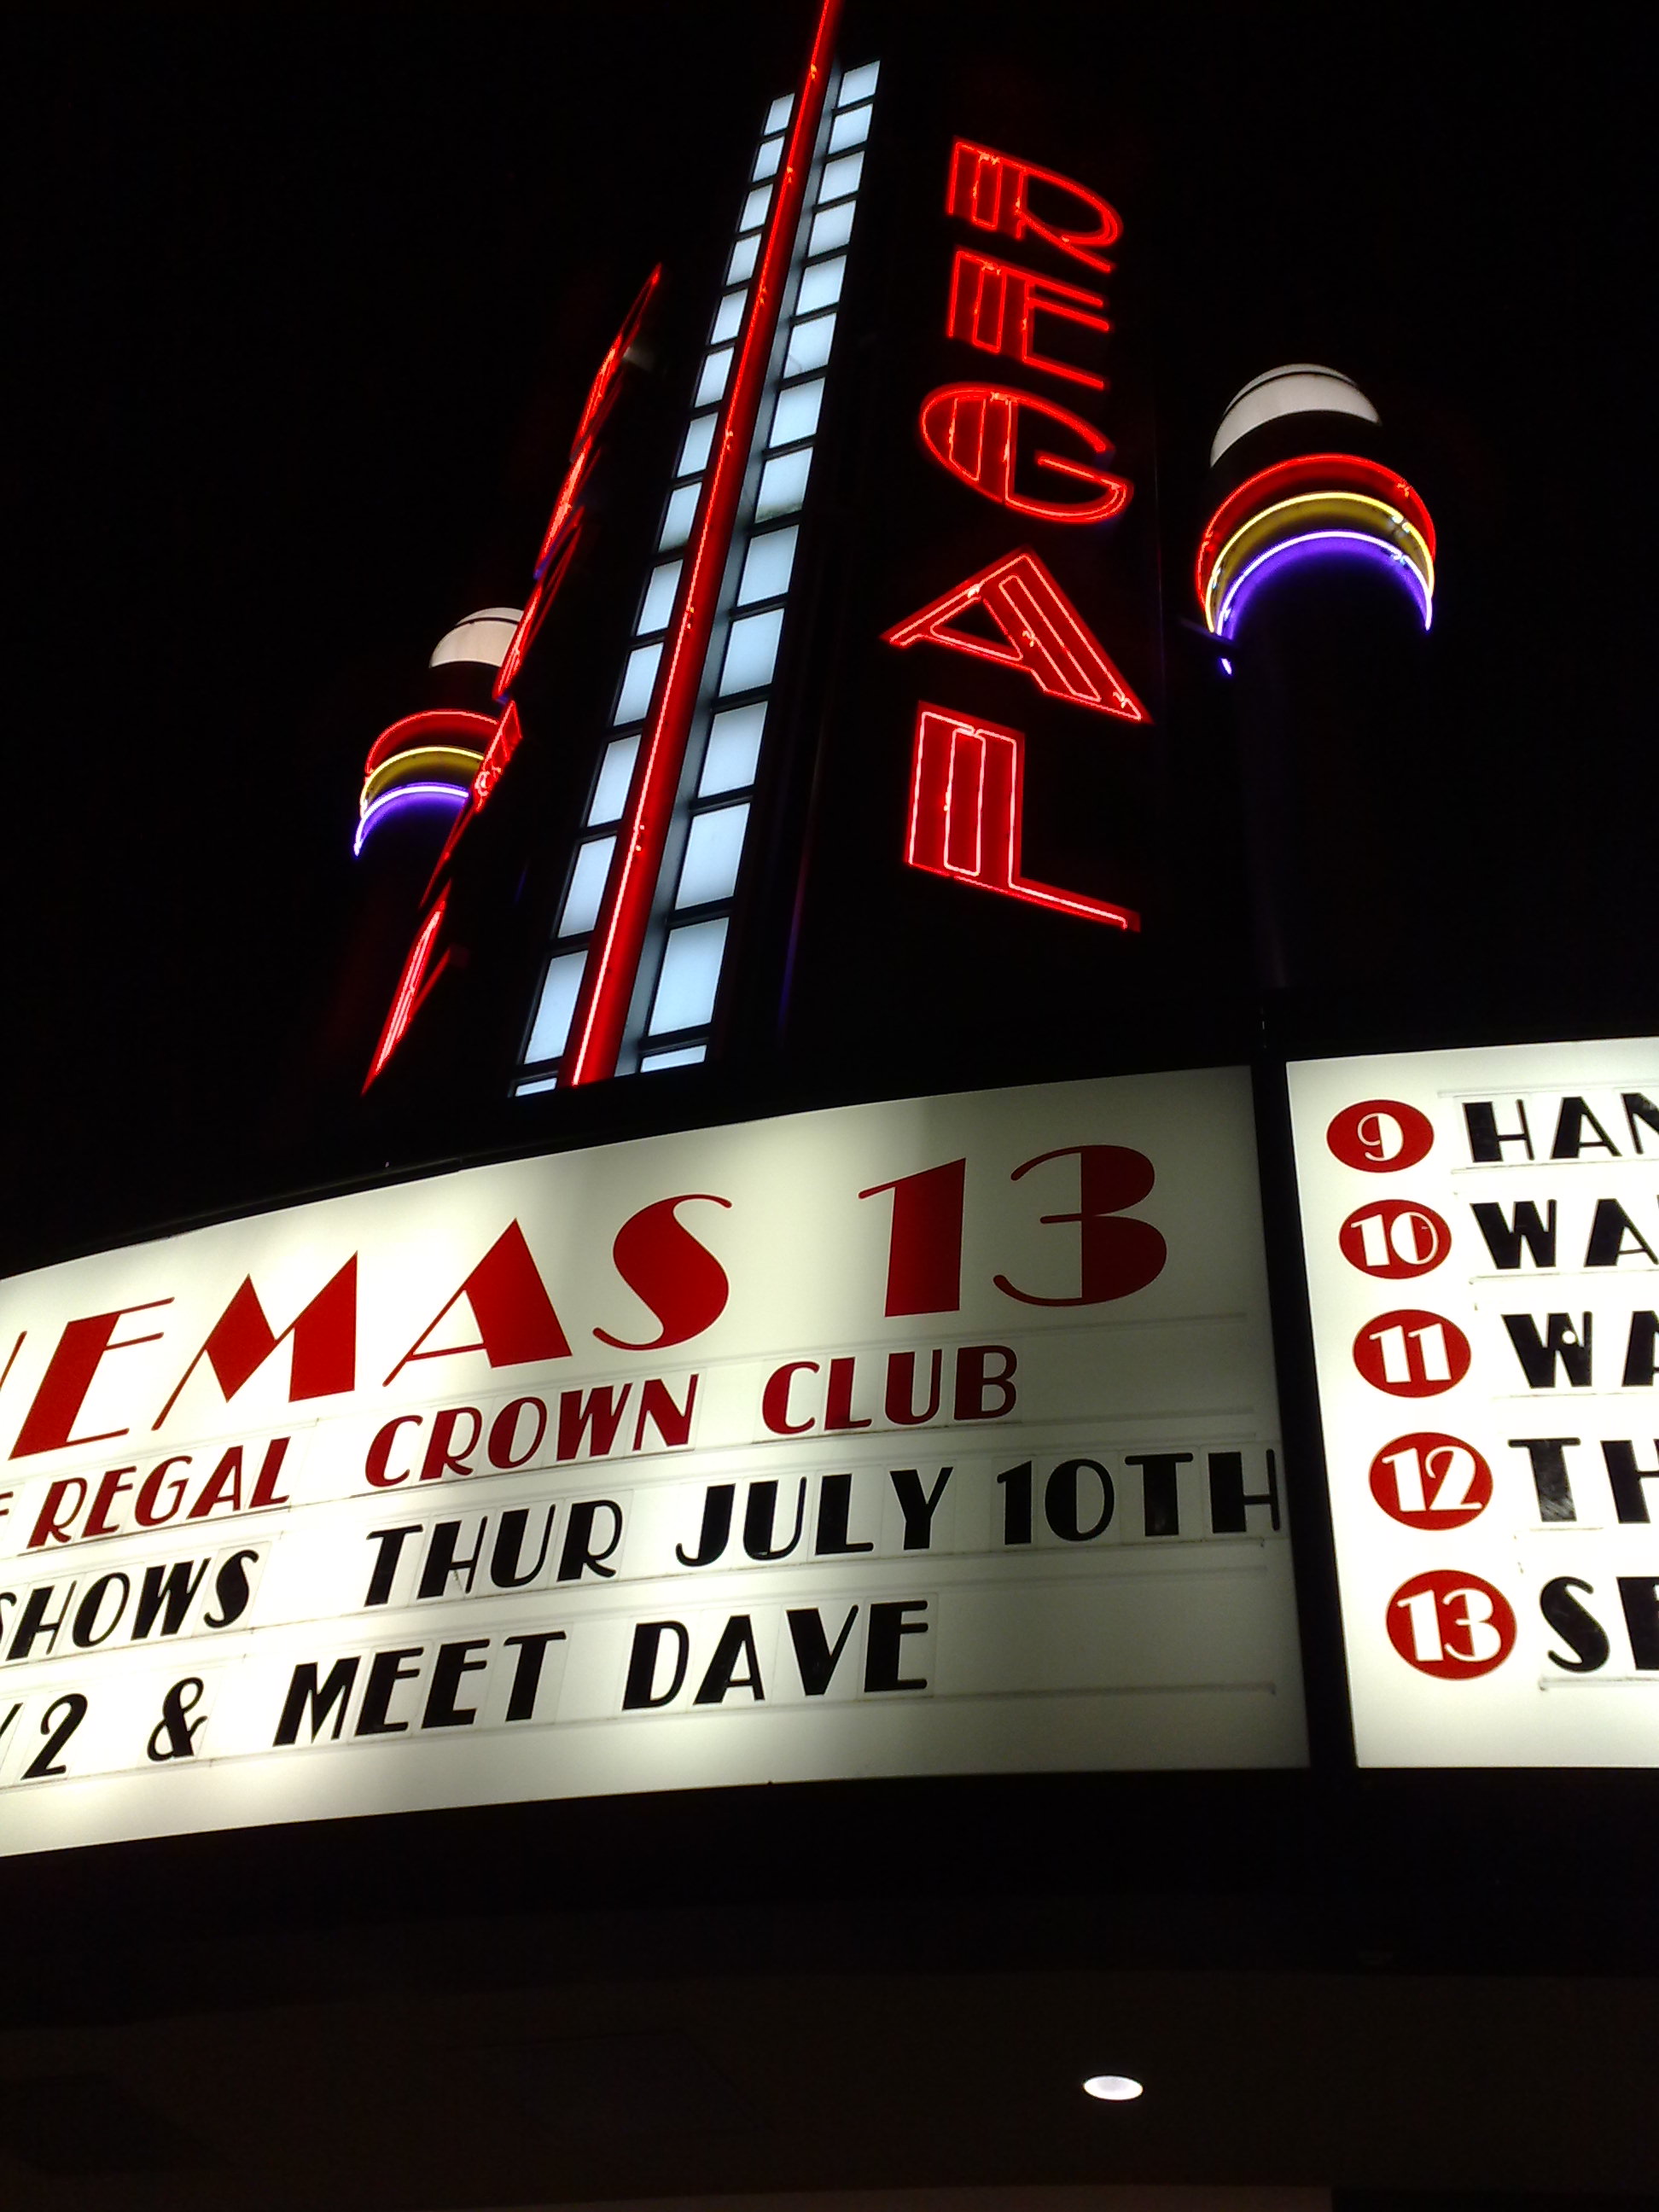 REGAL
EMAS 13
REGAL CROWN CLUB
SHOWS THUR JULY 10TH
/2 & MEET DAVE
9 HAN
10 WA
11 WA
12 TH
13 SE